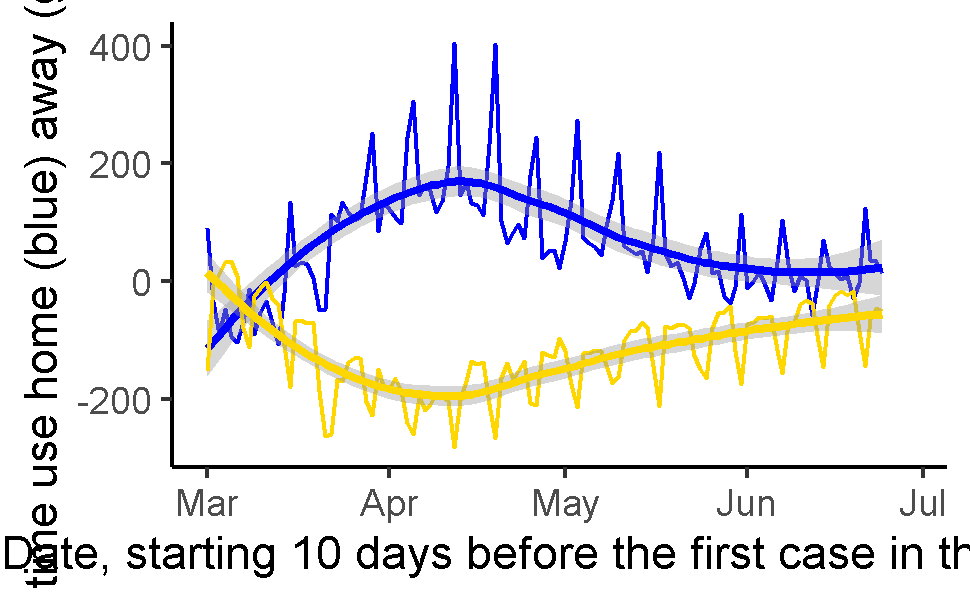 time use home (blue) away (
400
200
0
-200
Mar Apr May Jun Jul
Date, starting 10 days before the first case in th